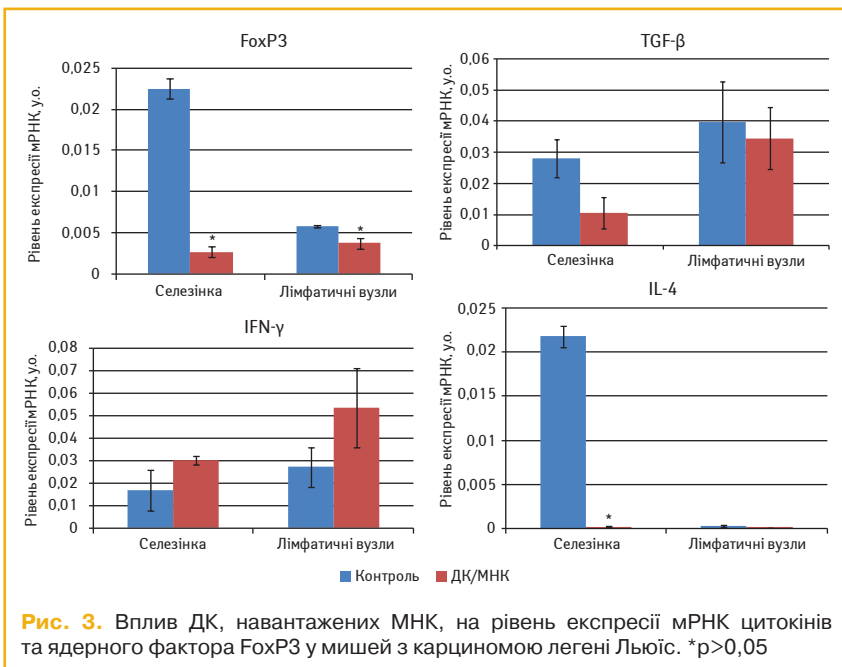 FoxP3
Рівень експресії мРНК, у.о.
0,025
0,02
0,015
0,01
0,005
0
*
*
Селезінка Лімфатичні вузли
TGF-β
Рівень експресії мРНК, у.о.
0,06
0,05
0,04
0,03
0,02
0,01
0
Селезінка Лімфатичні вузли
IFN-γ
Рівень експресії мРНК, у.о.
0,08
0,07
0,06
0,05
0,04
0,03
0,02
0,01
0
Селезінка Лімфатичні вузли
IL-4
Рівень експресії мРНК, у.о.
0,025
0,02
0,015
0,01
0,005
0
*
Селезінка Лімфатичні вузли
Контроль ДК/МНК
Рис. 3. Вплив ДК, навантажених МНК, на рівень експресії мРНК цитокінів
та ядерного фактора FoxP3 у мишей з карциномою легені Льюїс. *p>0,05